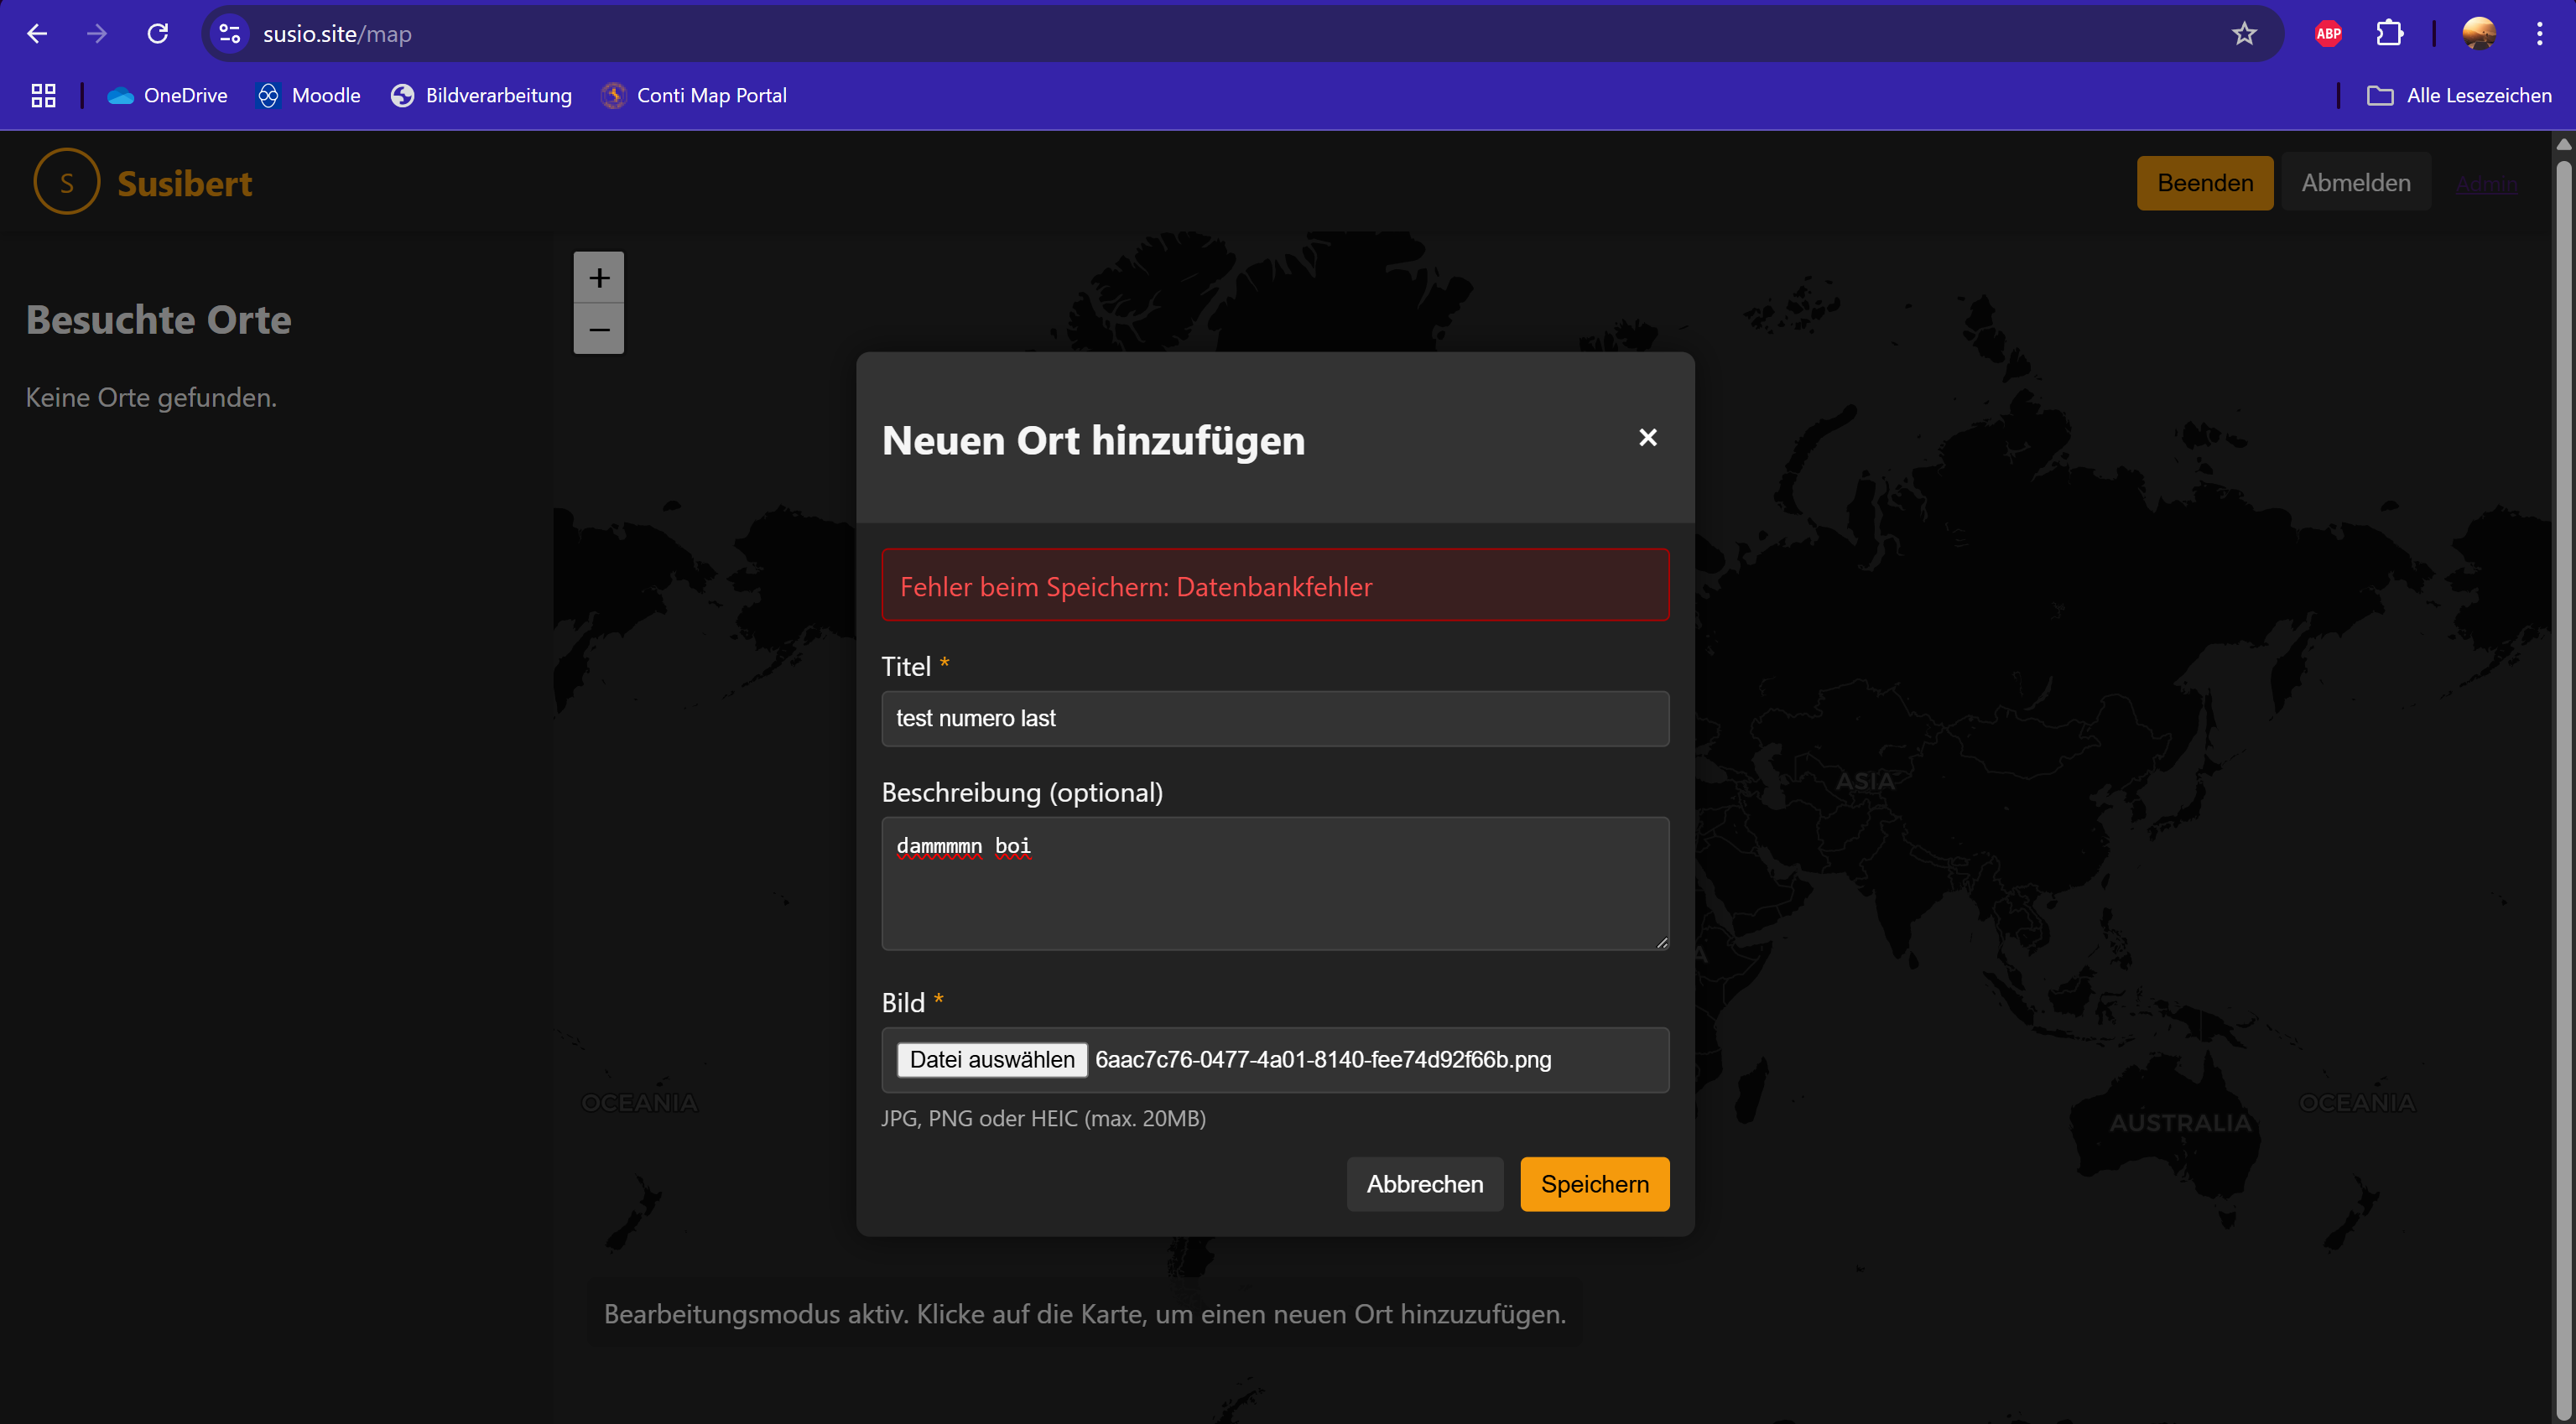 susio.site/map
ABP
OneDrive
Moodle
Bildverarbeitung
Conti Map Portal
Alle Lesezeichen
S
Susibert
Beenden
Abmelden
Admin
Besuchte Orte
Keine Orte gefunden.
+
−
Neuen Ort hinzufügen
×
Fehler beim Speichern: Datenbankfehler
Titel *
test numero last
Beschreibung (optional)
dammmmn boi
Bild *
Datei auswählen 6aac7c76-0477-4a01-8140-fee74d92f66b.png
JPG, PNG oder HEIC (max. 20MB)
Abbrechen
Speichern
ASIA
A
OCEANIA
AUSTRALIA
OCEANIA
Bearbeitungsmodus aktiv. Klicke auf die Karte, um einen neuen Ort hinzuzufügen.